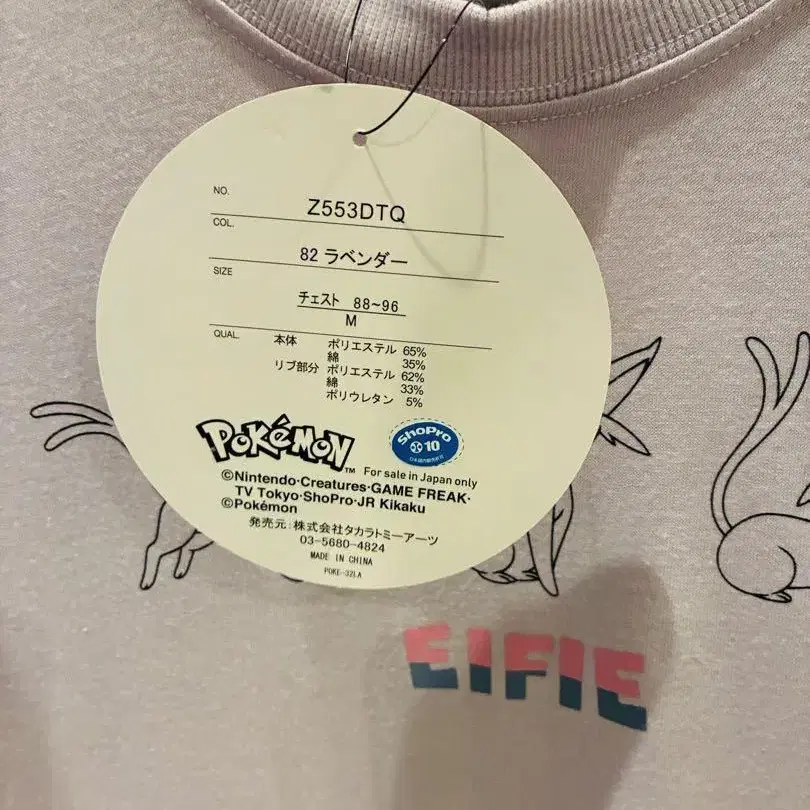 NO.
Z553DTQ
COL.
82 ラベンダー
SIZE
チェスト 88~96
M
QUAL.
本体 ポリエステル 65%
綿 35%
リブ部分 ポリエステル 62%
綿 33%
ポリウレタン 5%
POKéMON TM
ShoPro
10
For sale in Japan only
©Nintendo·Creatures·GAME FREAK·
TV Tokyo·ShoPro·JR Kikaku
©Pokémon
発売元:株式会社タカラトミーアーツ
03-5680-4824
MADE IN CHINA
POKE-32LA
EIFIE